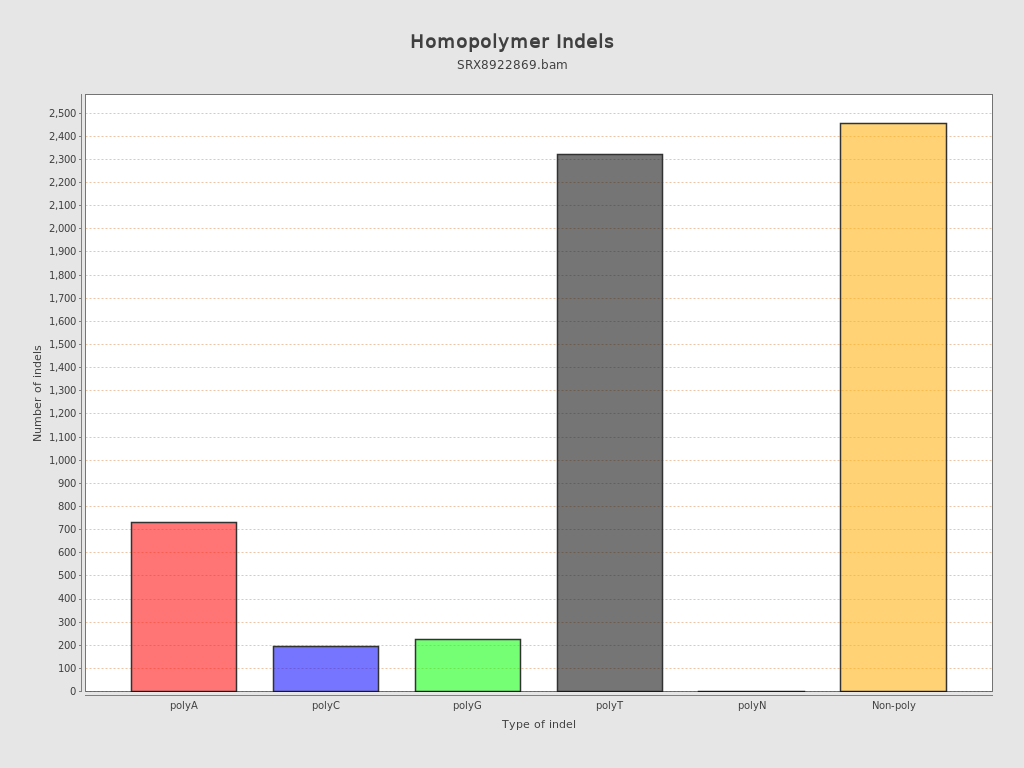 Homopolymer Indels
SRX8922869.bam
2,500
2,400
2,300
2,200
2,100
2,000
1,900
1,800
1,700
1,600
1,500
1,400
1,300
1,200
1,100
1,000
900
800
700
600
500
400
300
200
100
0
Number of indels
polyA
polyC
polyG
polyT
polyN
Non-poly
Type of indel